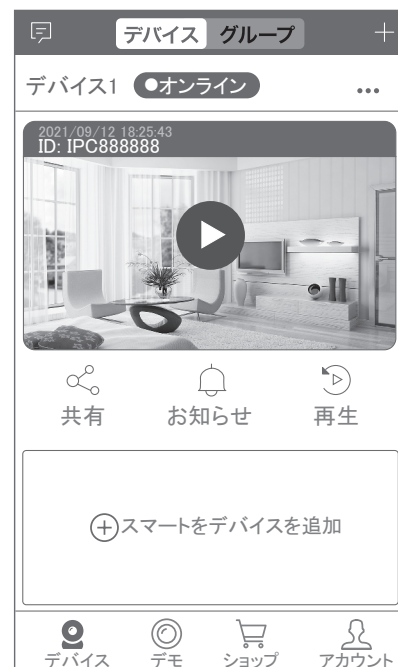 デバイス グループ
デバイス1 オンライン
2021/09/12 18:25:43
ID: IPC888888
共有 お知らせ 再生
スマートをデバイスを追加
デバイス デモ ショップ アカウント